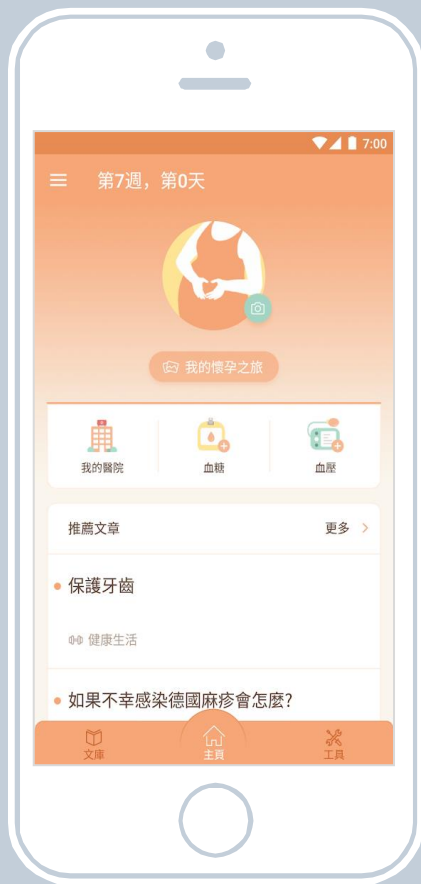 7:00
第7週，第0天
我的懷孕之旅
我的醫院
血糖
血壓
推薦文章
更多
保護牙齒
健康生活
如果不幸感染德國麻疹會怎麼?
文庫
主頁
工具